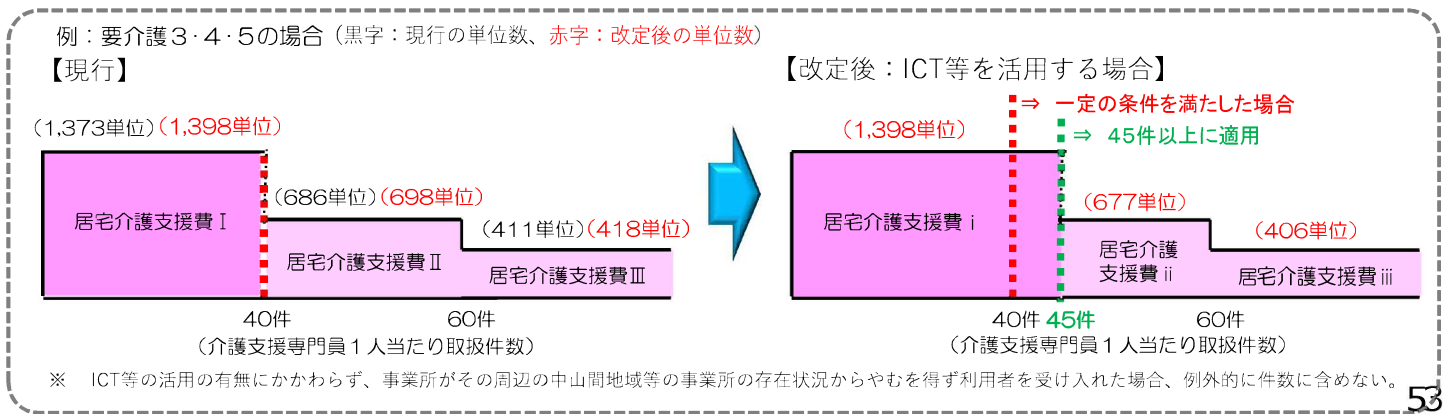 例：要介護３・４・５の場合（黒字：現行の単位数、赤字：改定後の単位数）
【現行】
（1,373単位）（1,398単位）
居宅介護支援費Ⅰ
（686単位）（698単位）
居宅介護支援費Ⅱ
（411単位）（418単位）
居宅介護支援費Ⅲ
40件
60件
（介護支援専門員１人当たり取扱件数）
【改定後：ICT等を活用する場合】
⇒ 一定の条件を満たした場合
⇒ 45件以上に適用
（1,398単位）
居宅介護支援費ⅰ
（677単位）
居宅介護
支援費ⅱ
（406単位）
居宅介護支援費ⅲ
40件 45件
60件
（介護支援専門員１人当たり取扱件数）
※ ICT等の活用の有無にかかわらず、事業所がその周辺の中山間地域等の事業所の存在状況からやむを得ず利用者を受け入れた場合、例外的に件数に含めない。
53